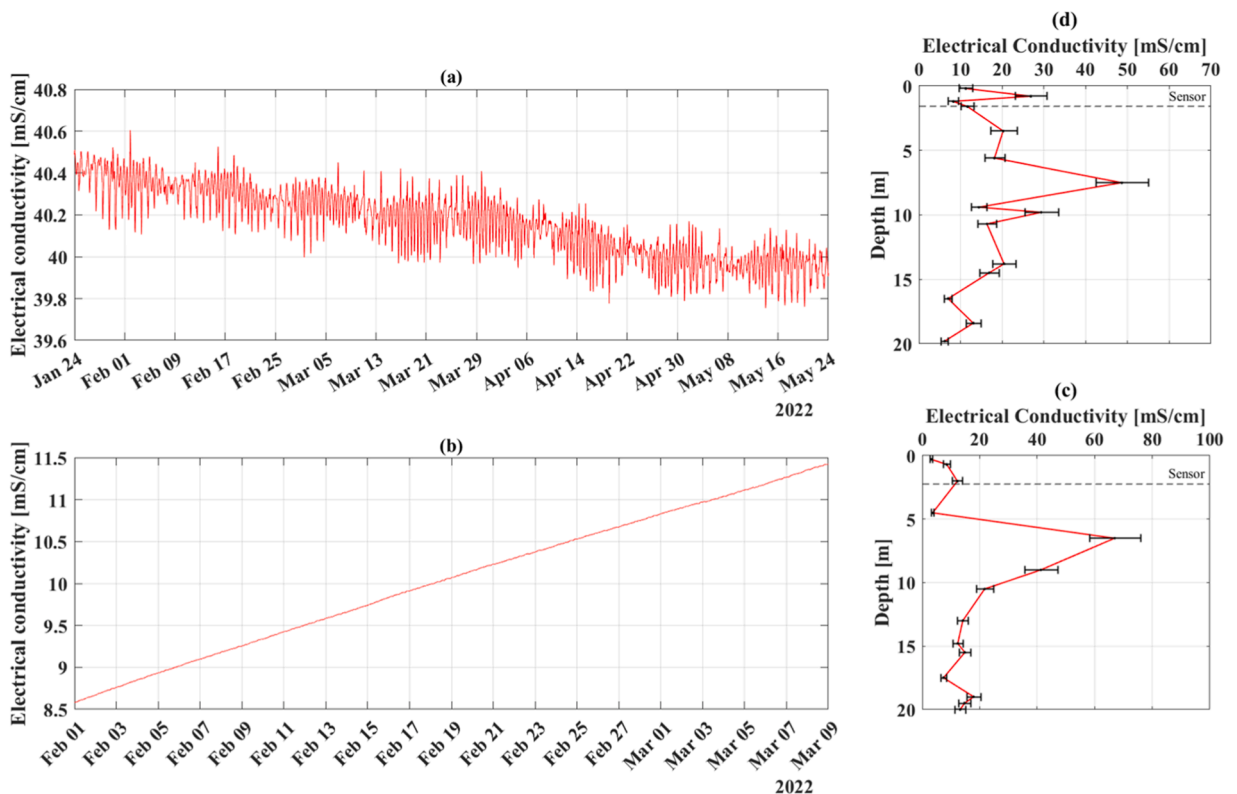 (a)
Electrical conductivity [mS/cm]
40.8
40.6
40.4
40.2
40
39.8
39.6
Jan 24 Feb 01 Feb 09 Feb 17 Feb 25 Mar 05 Mar 13 Mar 21 Mar 29 Apr 06 Apr 14 Apr 22 Apr 30 May 08 May 16 May 24
2022
(b)
Electrical conductivity [mS/cm]
11.5
11
10.5
10
9.5
9
8.5
Feb 01 Feb 03 Feb 05 Feb 07 Feb 09 Feb 11 Feb 13 Feb 15 Feb 17 Feb 19 Feb 21 Feb 23 Feb 25 Feb 27 Mar 01 Mar 03 Mar 05 Mar 07 Mar 09
2022
(d)
Electrical Conductivity [mS/cm]
0 10 20 30 40 50 60 70
Depth [m]
0
Sensor
5
10
15
20
(c)
Electrical Conductivity [mS/cm]
0 20 40 60 80 100
Depth [m]
0
Sensor
5
10
15
20